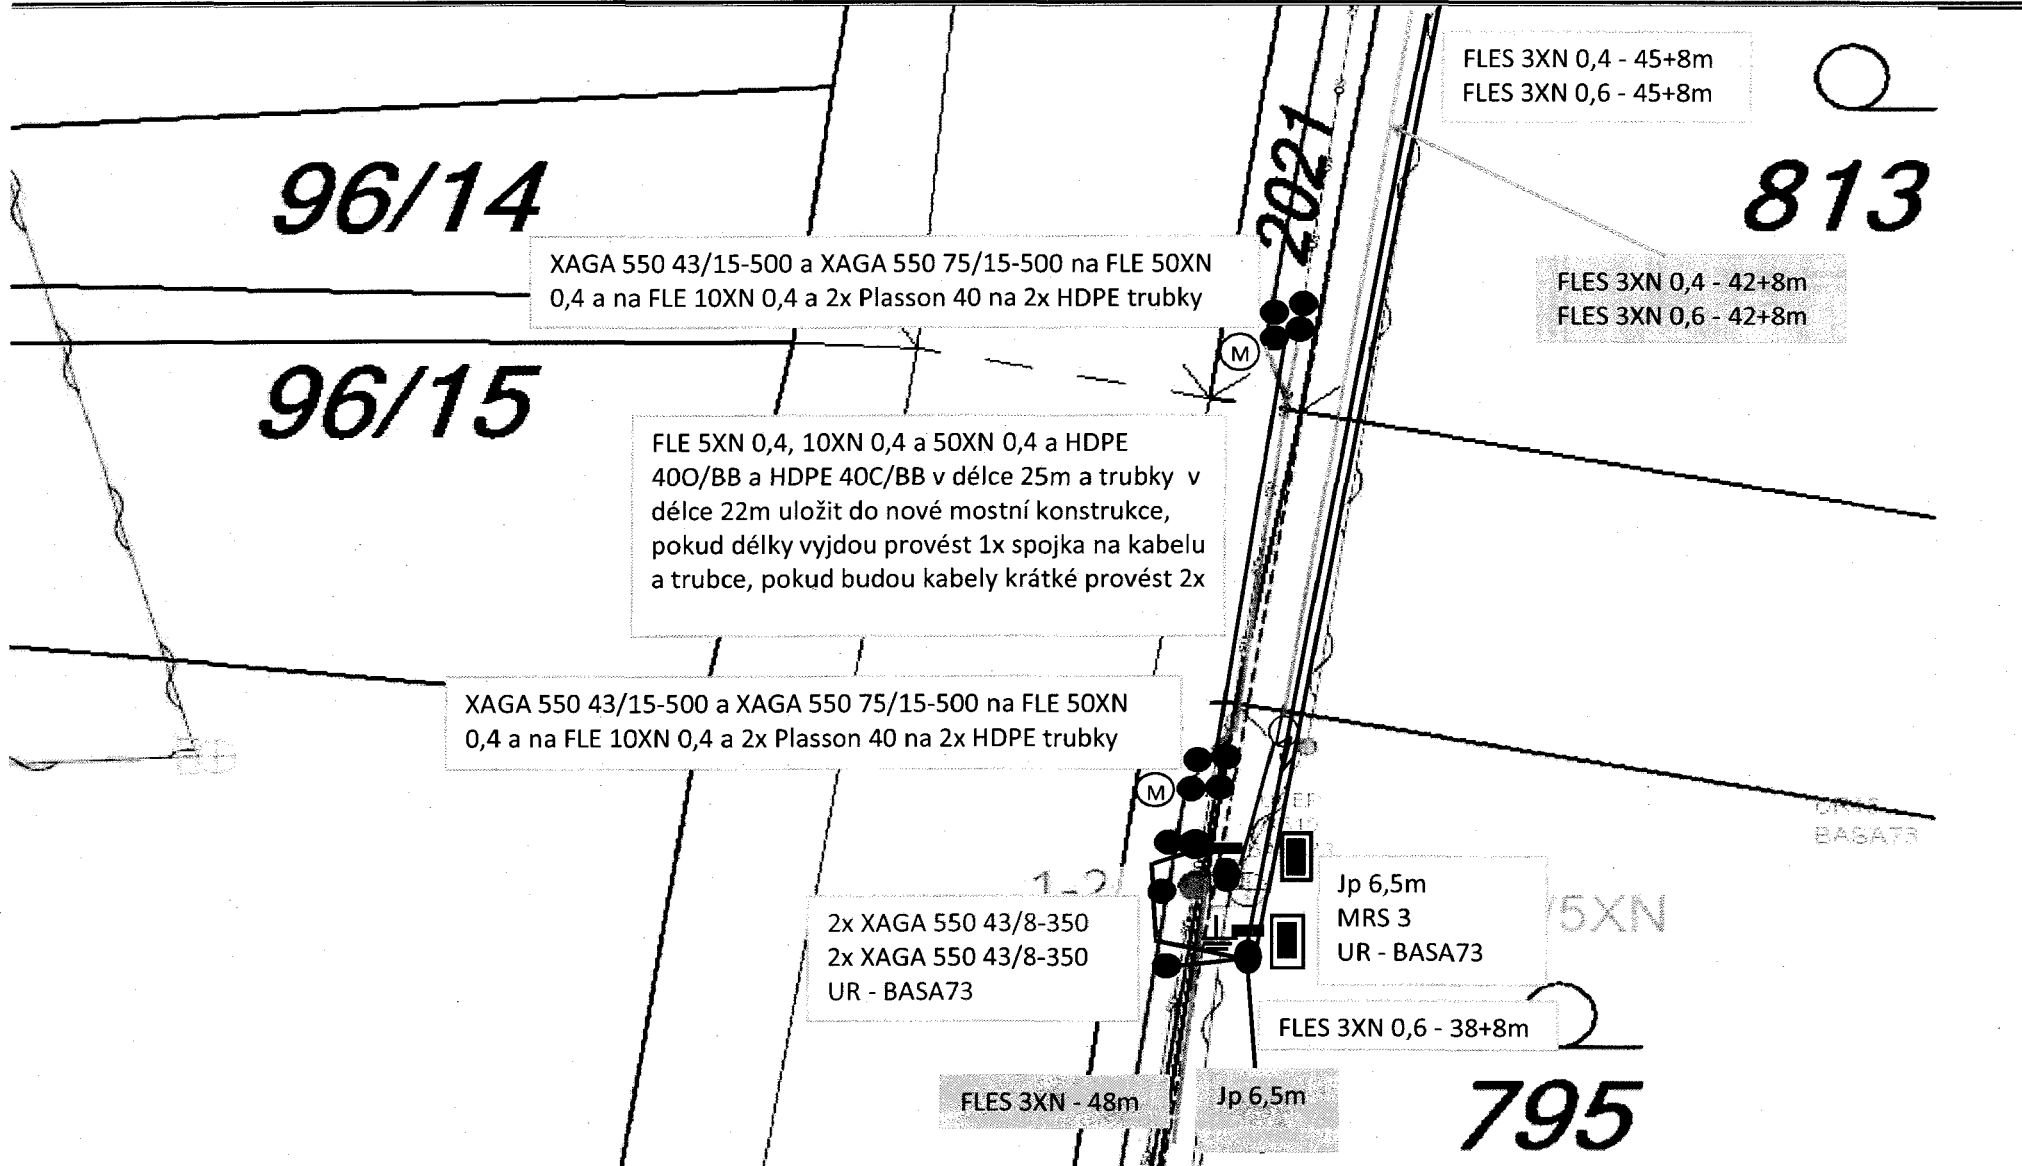 FLES 3XN 0,4 - 45+8m
FLES 3XN 0,6 - 45+8m
2021
96/14
813
XAGA 550 43/15-500 a XAGA 550 75/15-500 na FLE 50XN
0,4 a na FLE 10XN 0,4 a 2x Plasson 40 na 2x HDPE trubky
FLES 3XN 0,4 - 42+8m
FLES 3XN 0,6 - 42+8m
M
96/15
FLE 5XN 0,4, 10XN 0,4 a 50XN 0,4 a HDPE
40O/BB a HDPE 40C/BB v délce 25m a trubky v
délce 22m uložit do nové mostní konstrukce,
pokud délky vyjdou provést 1x spojka na kabelu
a trubce, pokud budou kabely krátké provést 2x
XAGA 550 43/15-500 a XAGA 550 75/15-500 na FLE 50XN
0,4 a na FLE 10XN 0,4 a 2x Plasson 40 na 2x HDPE trubky
M
BASA73
1-2/
/5XN
Jp 6,5m
MRS 3
UR - BASA73
2x XAGA 550 43/8-350
2x XAGA 550 43/8-350
UR - BASA73
FLES 3XN 0,6 - 38+8m
FLES 3XN - 48m
Jp 6,5m
795